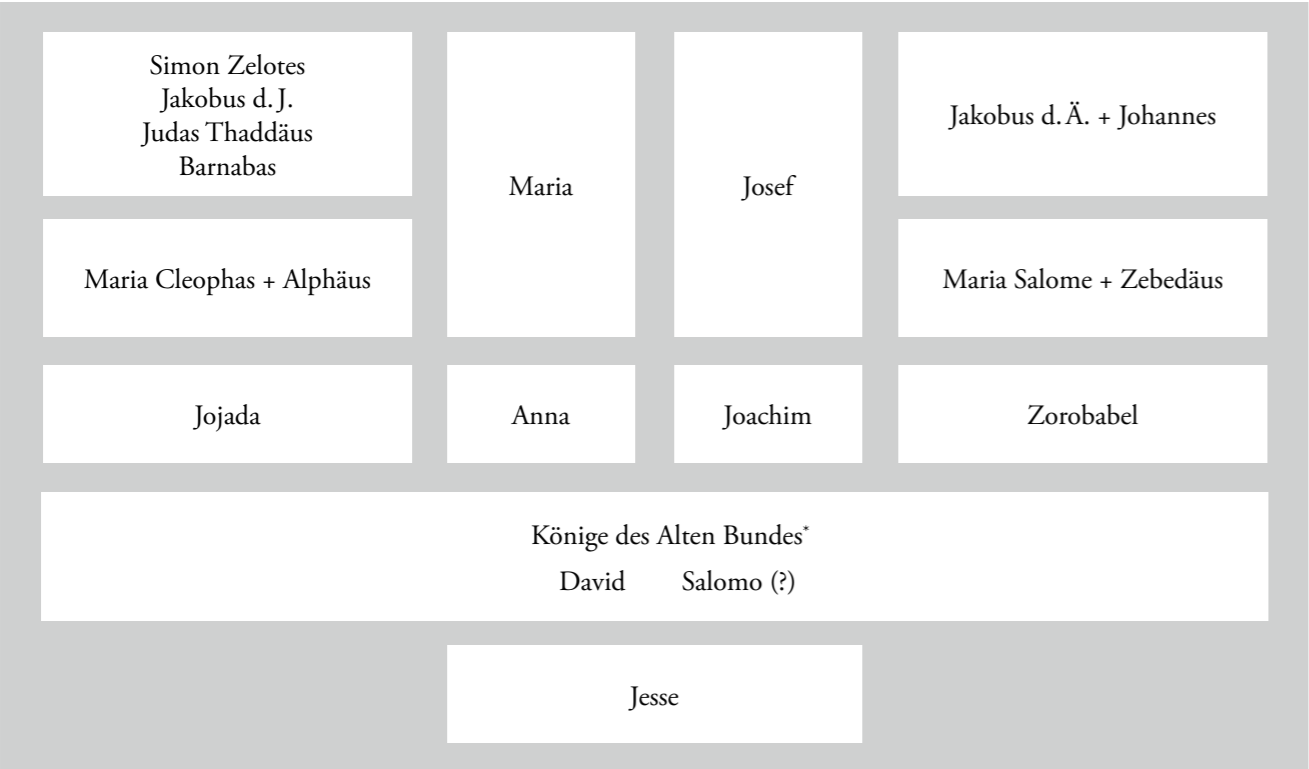 Simon Zelotes
Jakobus d. J.
Judas Thaddäus
Barnabas
Maria
Josef
Jakobus d. Ä. + Johannes
Maria Cleophas + Alphäus
Maria Salome + Zebedäus
Jojada
Anna
Joachim
Zorobabel
Könige des Alten Bundes*
David Salomo (?)
Jesse